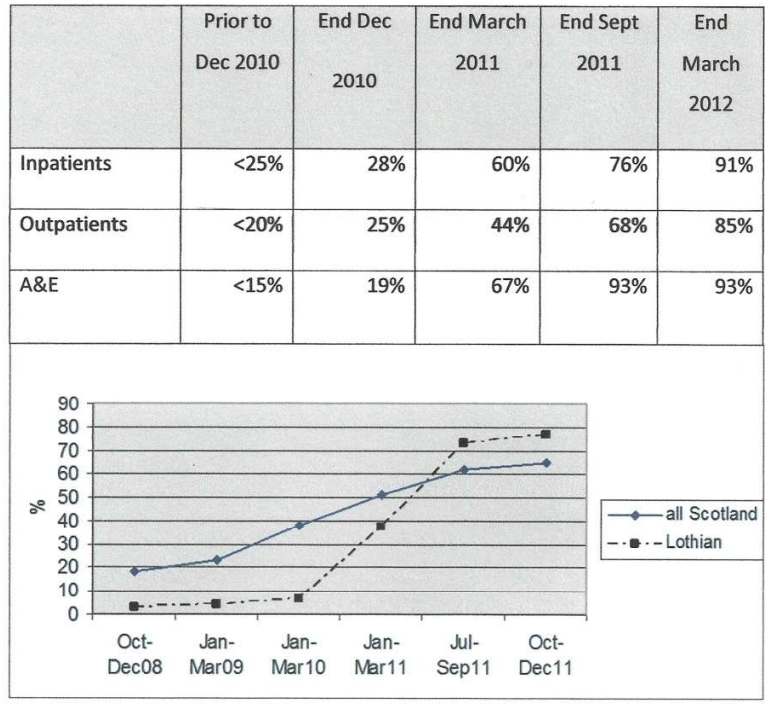 Prior to Dec 2010 End Dec 2010 End March 2011 End Sept 2011 End March 2012
Inpatients <25% 28% 60% 76% 91%
Outpatients <20% 25% 44% 68% 85%
A&E <15% 19% 67% 93% 93%
90
80
70
60
50
40
30
20
10
0
%
Oct-Dec08 Jan-Mar09 Jan-Mar10 Jan-Mar11 Jul-Sep11 Oct-Dec11
all Scotland
Lothian